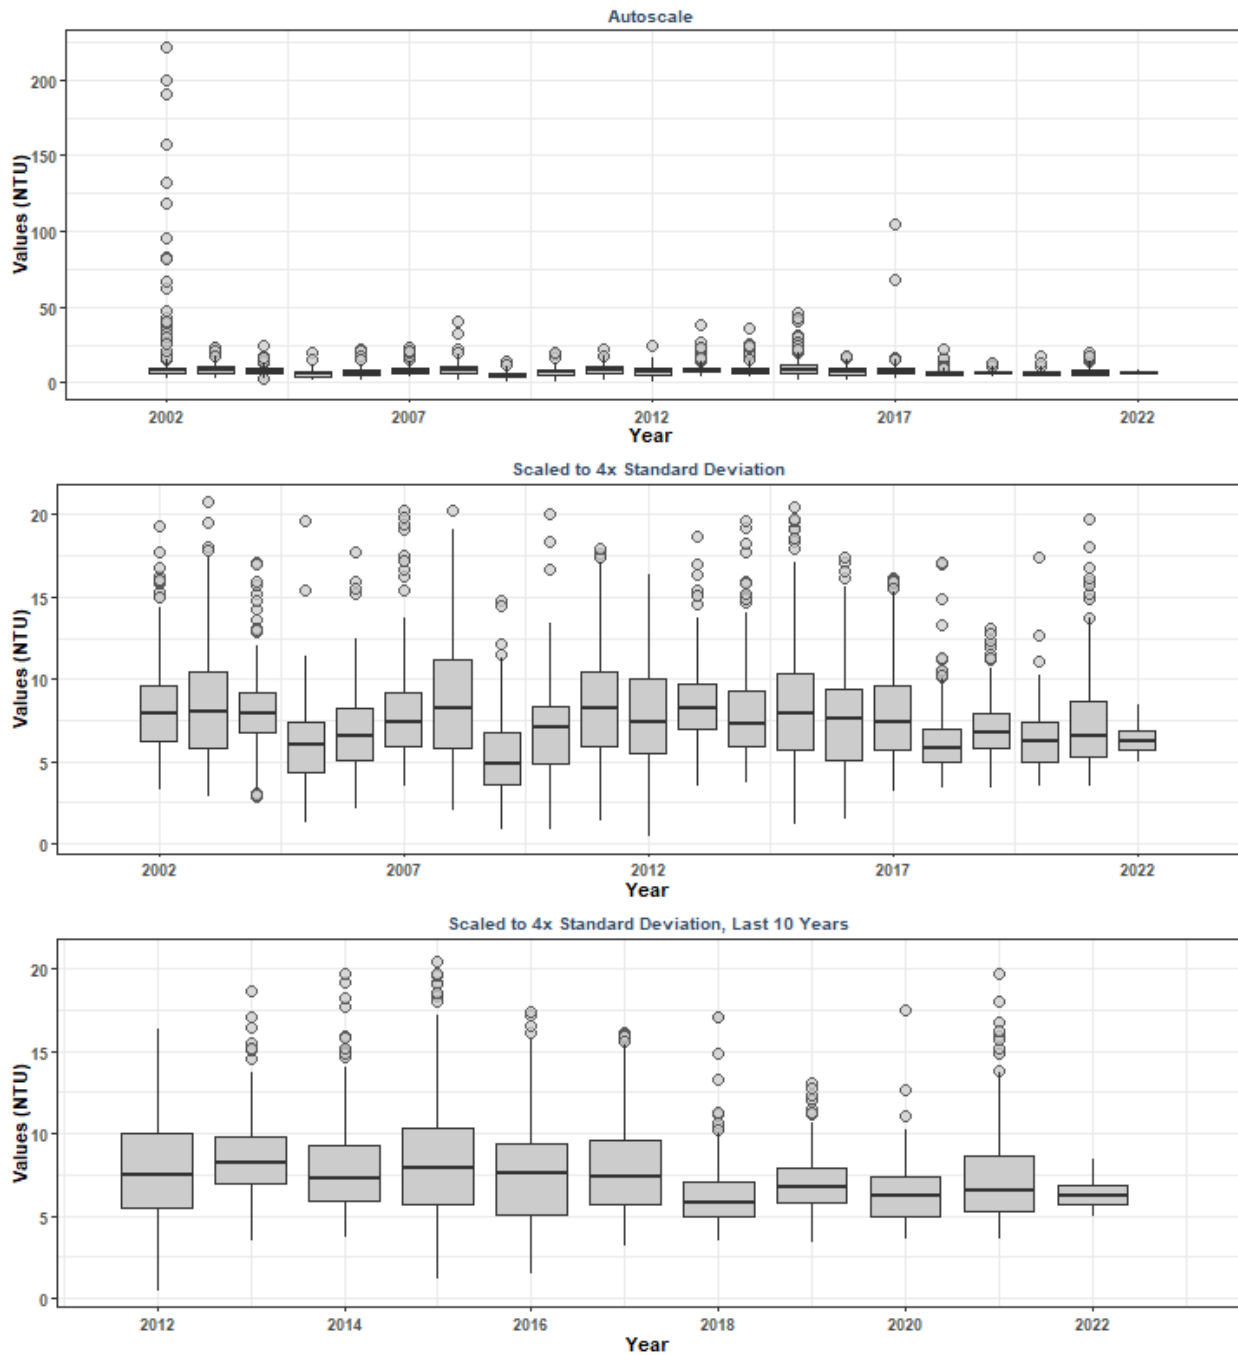 Autoscale
Values (NTU)
200
150
100
50
0
2002 2007 2012 2017 2022
Year
Scaled to 4x Standard Deviation
Values (NTU)
20
15
10
5
0
2002 2007 2012 2017 2022
Year
Scaled to 4x Standard Deviation, Last 10 Years
Values (NTU)
20
15
10
5
0
2012 2014 2016 2018 2020 2022
Year